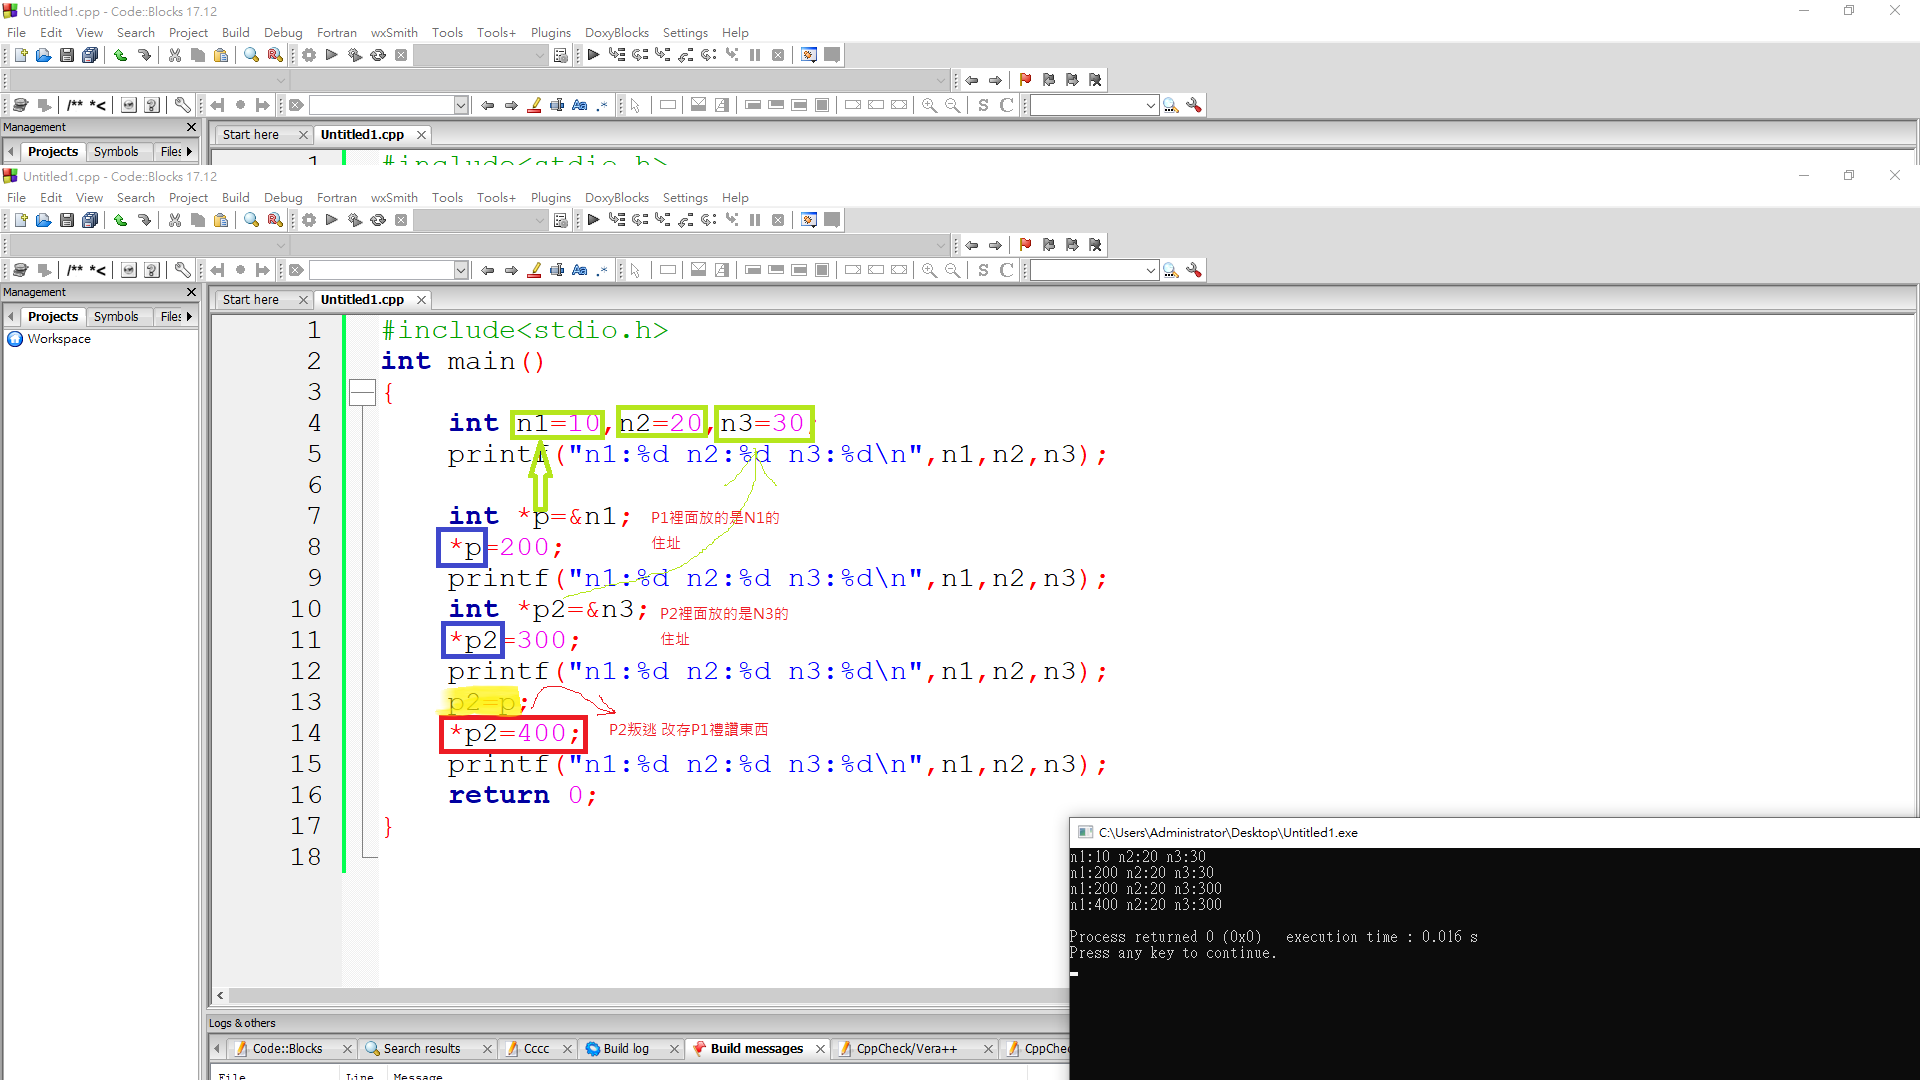 Untitled1.cpp - Code::Blocks 17.12
File Edit View Search Project Build Debug Fortran wxSmith Tools Tools+ Plugins DoxyBlocks Settings Help
/** *<
Aa .*
S C
Management
Start here Untitled1.cpp
Projects Symbols Files
1 #include<stdio.h>
Untitled1.cpp - Code::Blocks 17.12
File Edit View Search Project Build Debug Fortran wxSmith Tools Tools+ Plugins DoxyBlocks Settings Help
/** *<
Aa .*
S C
Management
Start here Untitled1.cpp
Projects Symbols Files
Workspace
1 #include<stdio.h>
2 int main()
3 {
4 int n1=10,n2=20,n3=30;
5 printf("n1:%d n2:%d n3:%d\n",n1,n2,n3);
6
7 int *p=&n1; P1裡面放的是N1的
住址
8 *p=200;
9 printf("n1:%d n2:%d n3:%d\n",n1,n2,n3);
10 int *p2=&n3; P2裡面放的是N3的
住址
11 *p2=300;
12 printf("n1:%d n2:%d n3:%d\n",n1,n2,n3);
13 p2=p;
14 *p2=400; P2叛逃 改存P1禮讚東西
15 printf("n1:%d n2:%d n3:%d\n",n1,n2,n3);
16 return 0;
17 }
18
C:\Users\Administrator\Desktop\Untitled1.exe
n1:10 n2:20 n3:30
n1:200 n2:20 n3:30
n1:200 n2:20 n3:300
n1:400 n2:20 n3:300
Process returned 0 (0x0) execution time : 0.016 s
Press any key to continue.
Logs & others
Code::Blocks Search results Cccc Build log Build messages CppCheck/Vera++ CppChec
File Line Message